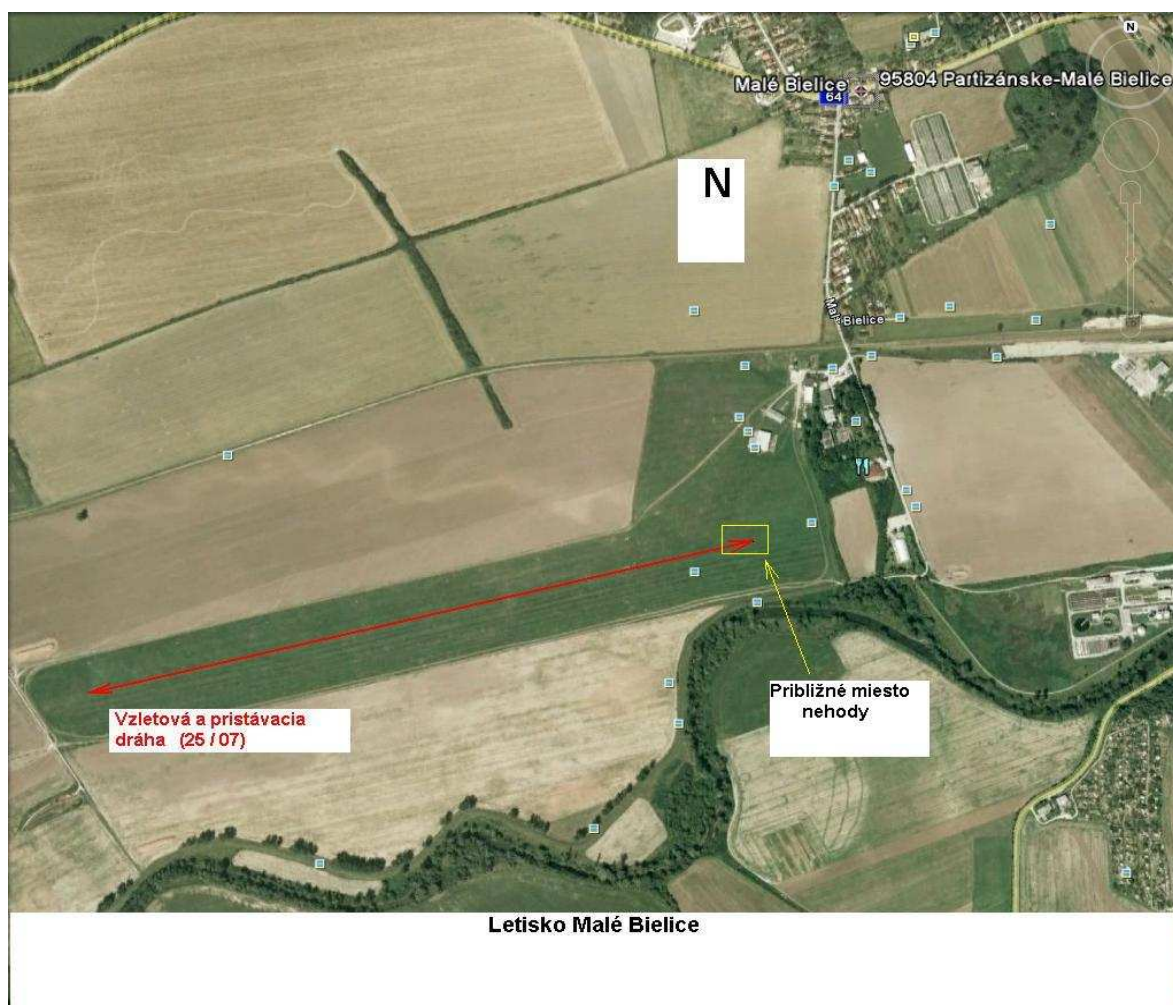 N
Malé Bielice
95804 Partizánske-Malé Bielice
64
N
Malé Bielice
Približné miesto
nehody
Vzletová a pristávacia
dráha (25 / 07)
Letisko Malé Bielice